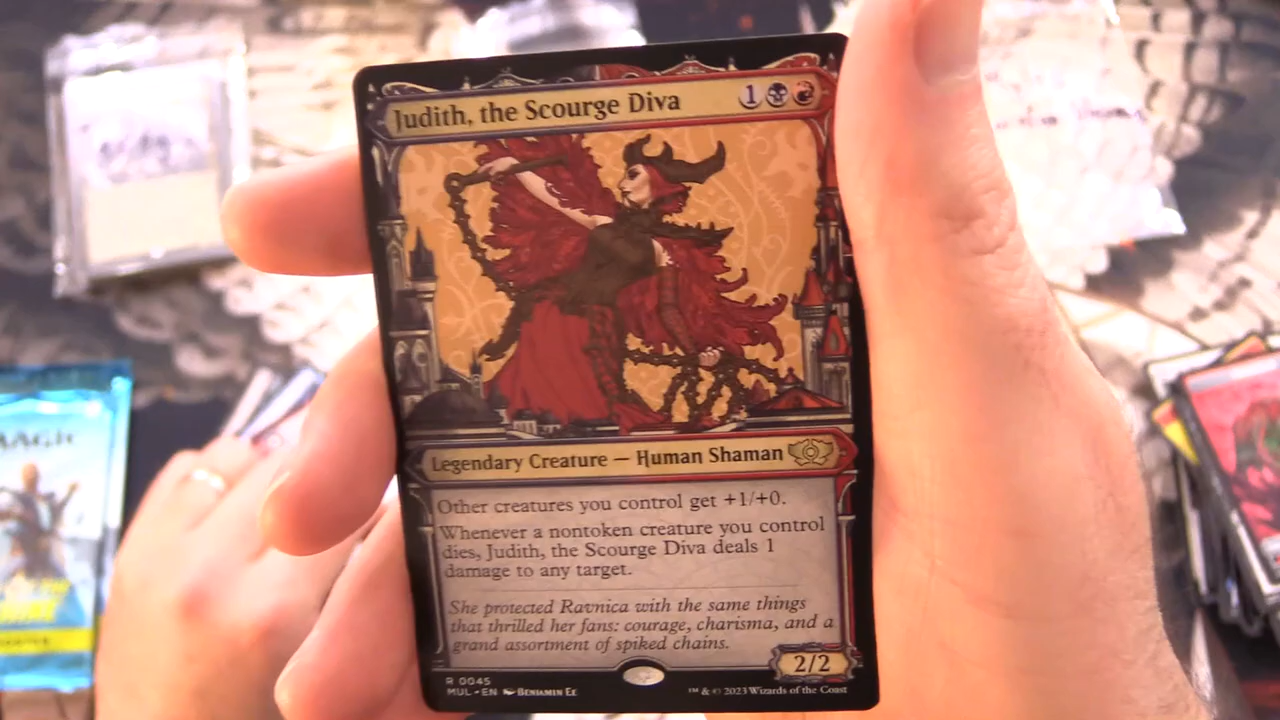 Judith, the Scourge Diva 1
Legendary Creature — Human Shaman
Other creatures you control get +1/+0.
Whenever a nontoken creature you control
dies, Judith, the Scourge Diva deals 1
damage to any target.
She protected Ravnica with the same things
that thrilled her fans: courage, charisma, and a
grand assortment of spiked chains.
2/2
R 0045
MUL • EN Benjamin Ee
™ & © 2023 Wizards of the Coast